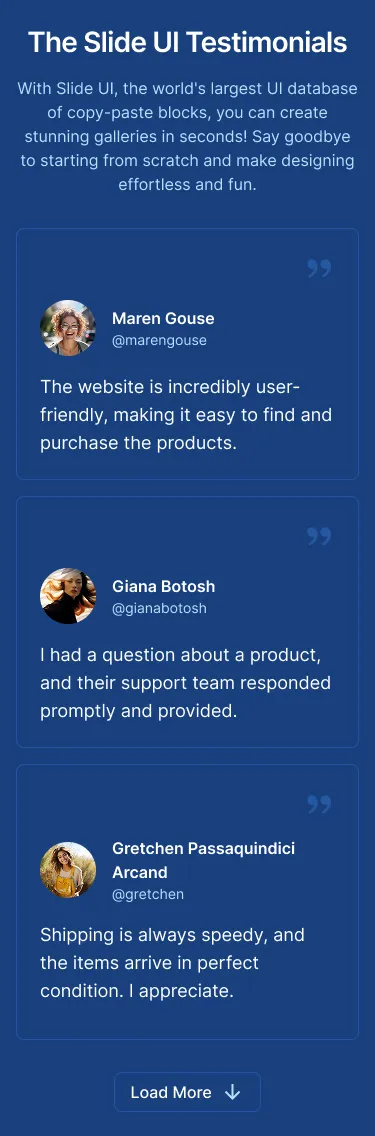 The Slide UI Testimonials
With Slide UI, the world's largest UI database
of copy-paste blocks, you can create
stunning galleries in seconds! Say goodbye
to starting from scratch and make designing
effortless and fun.
”
Maren Gouse
@marengouse
The website is incredibly user-
friendly, making it easy to find and
purchase the products.
”
Giana Botosh
@gianabotosh
I had a question about a product,
and their support team responded
promptly and provided.
”
Gretchen Passaquindici
Arcand
@gretchen
Shipping is always speedy, and
the items arrive in perfect
condition. I appreciate.
Load More